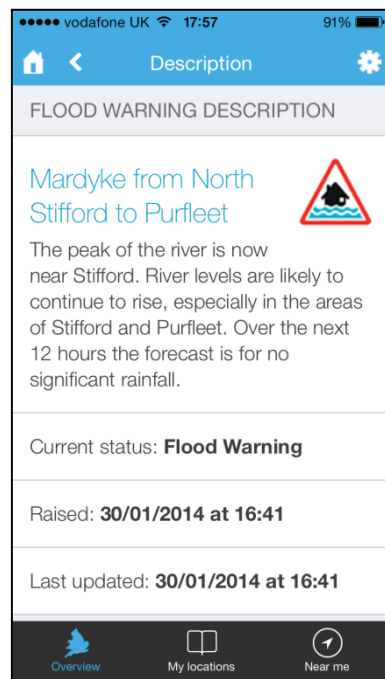 vodafone UK 17:57 91%
Description
FLOOD WARNING DESCRIPTION
Mardyke from North
Stifford to Purfleet
The peak of the river is now
near Stifford. River levels are likely to
continue to rise, especially in the areas
of Stifford and Purfleet. Over the next
12 hours the forecast is for no
significant rainfall.
Current status: Flood Warning
Raised: 30/01/2014 at 16:41
Last updated: 30/01/2014 at 16:41
Overview My locations Near me